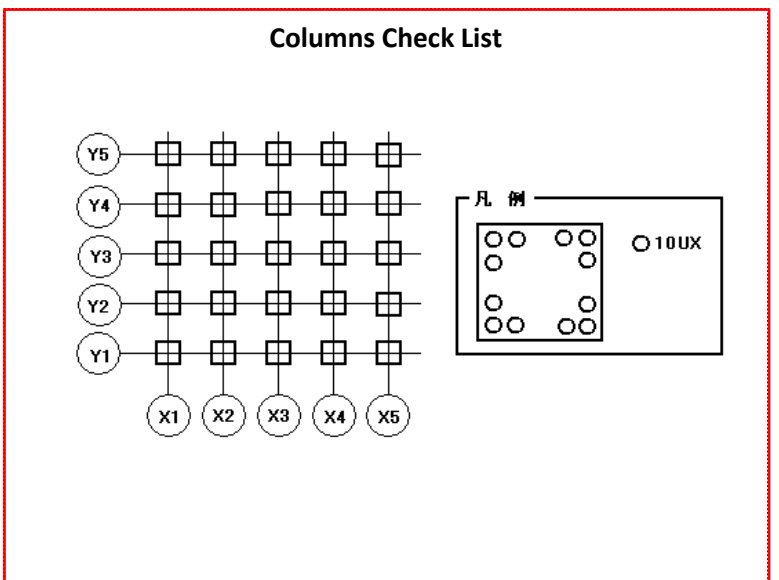 Columns Check List
Y5
Y4
凡 例
10UX
Y3
Y2
Y1
X1 X2 X3 X4 X5